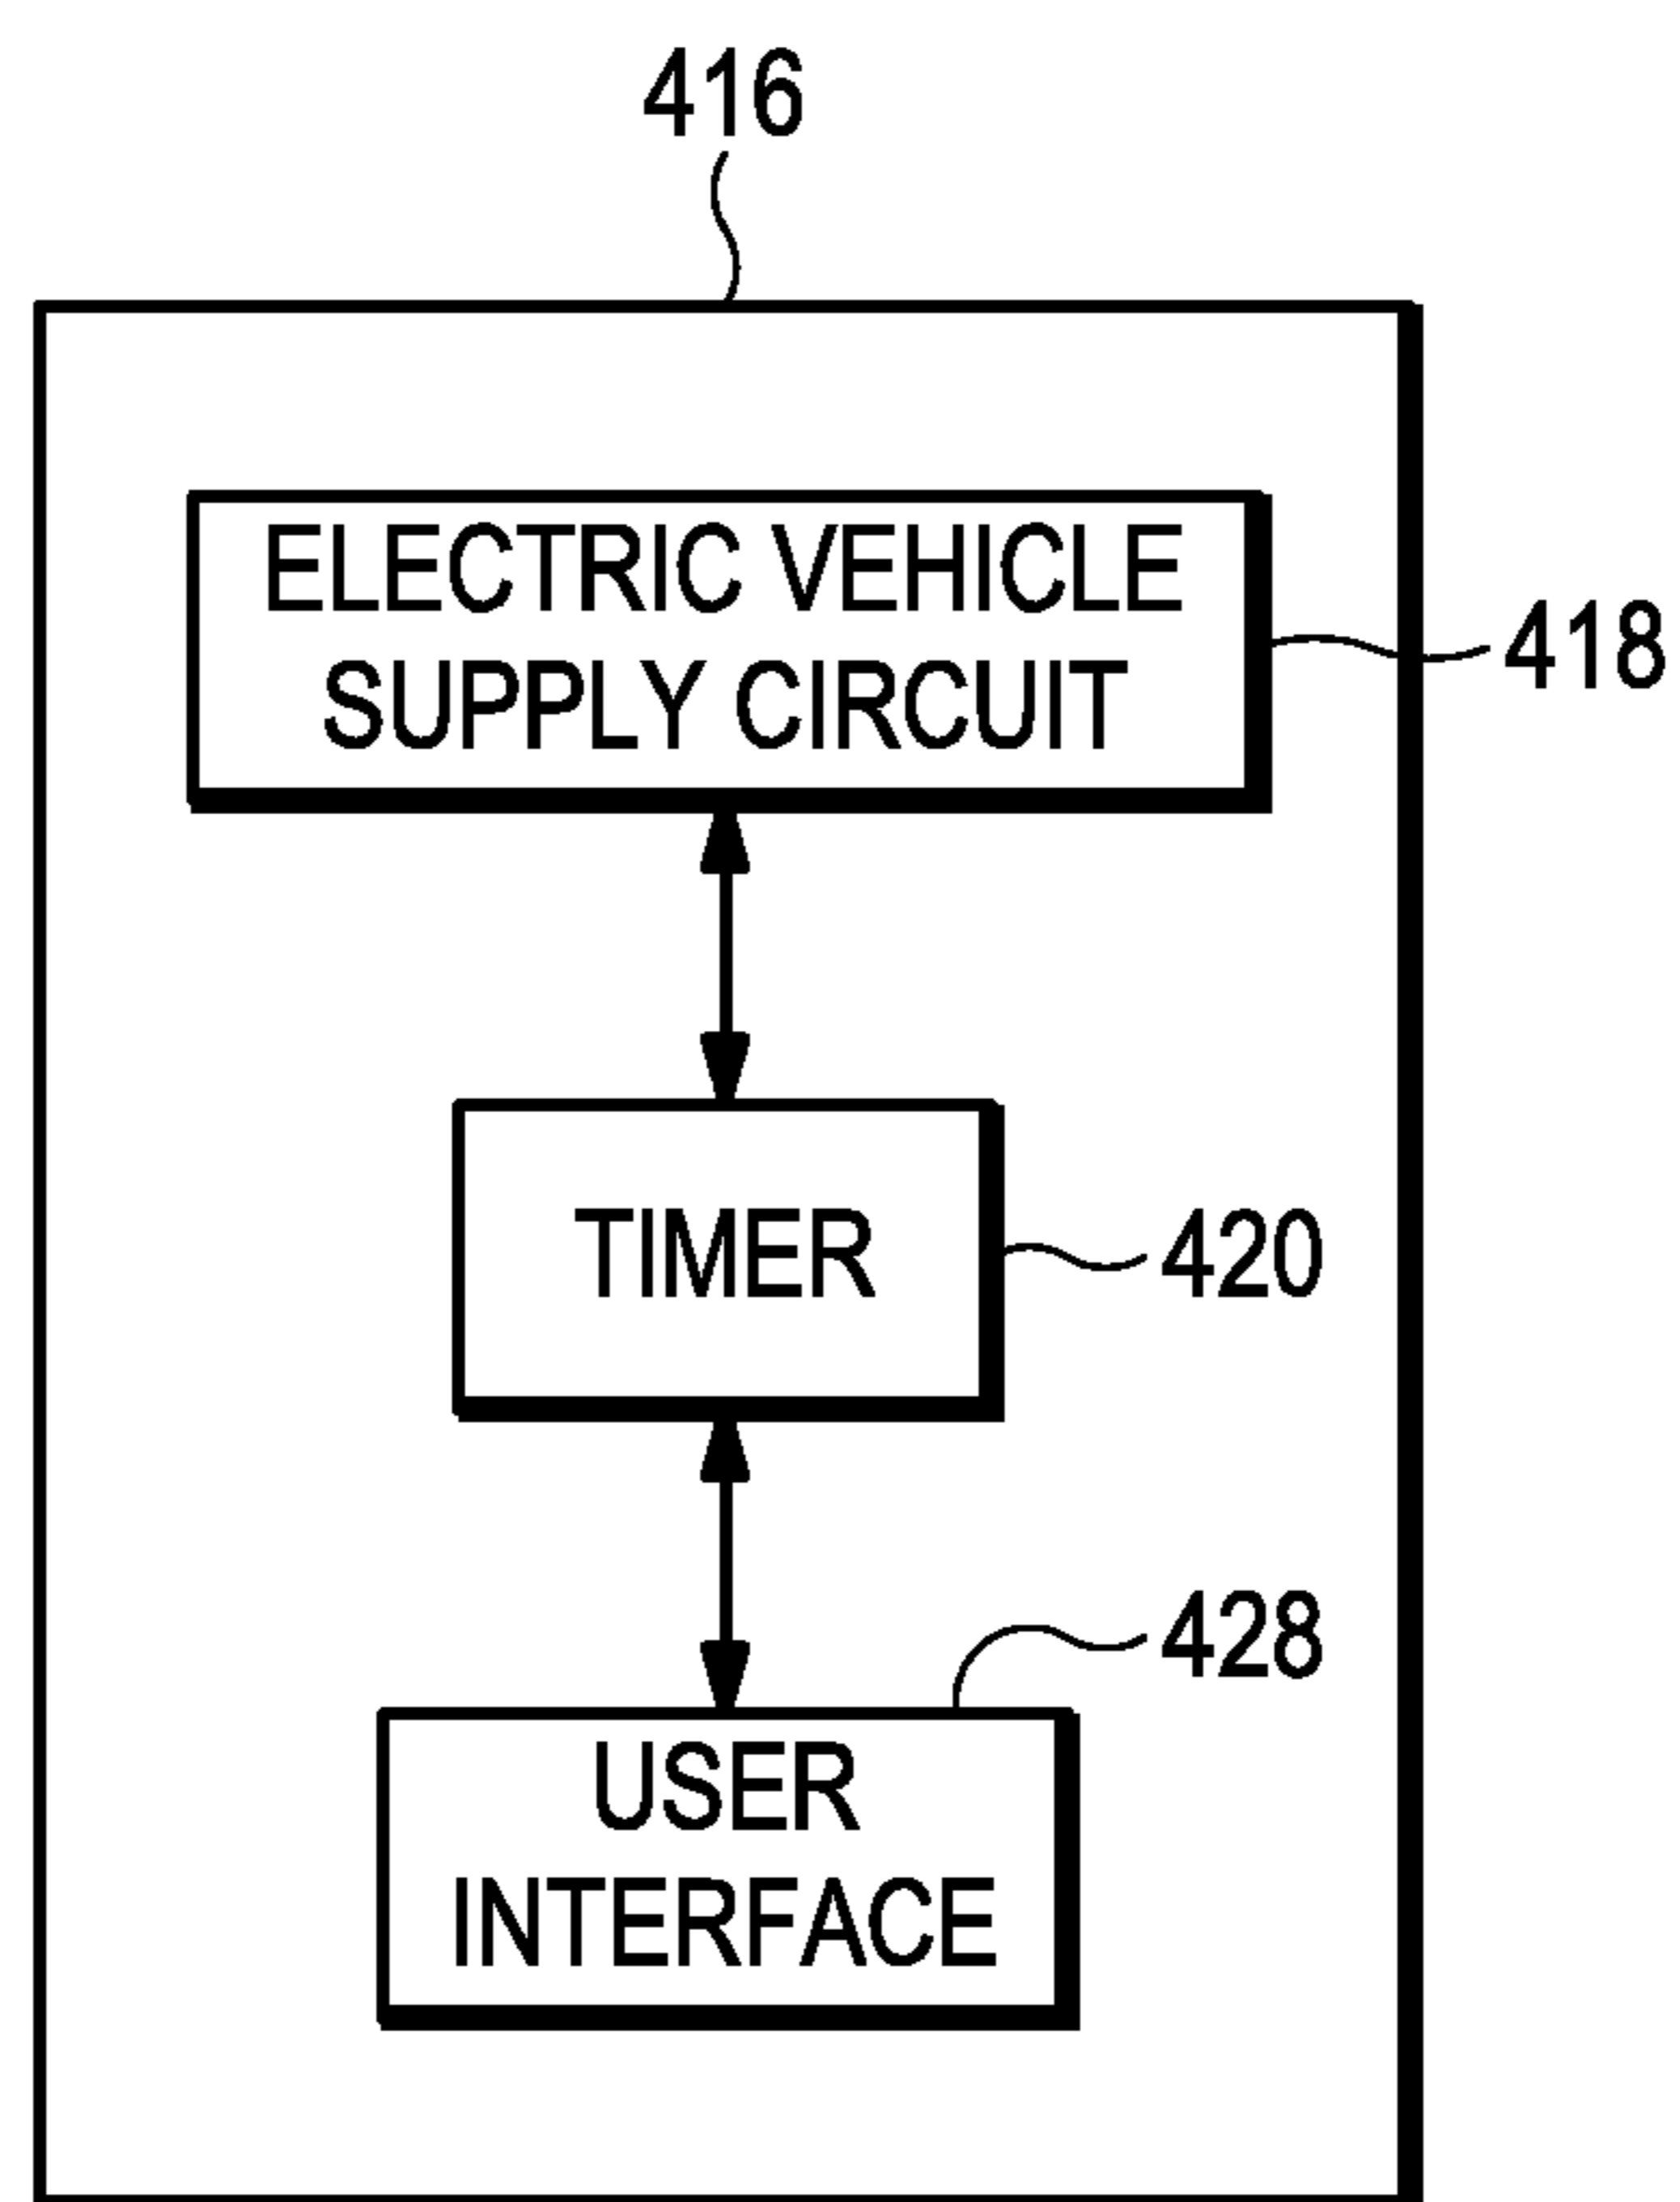 416
ELECTRIC VEHICLE
SUPPLY CIRCUIT
418
TIMER
420
428
USER
INTERFACE